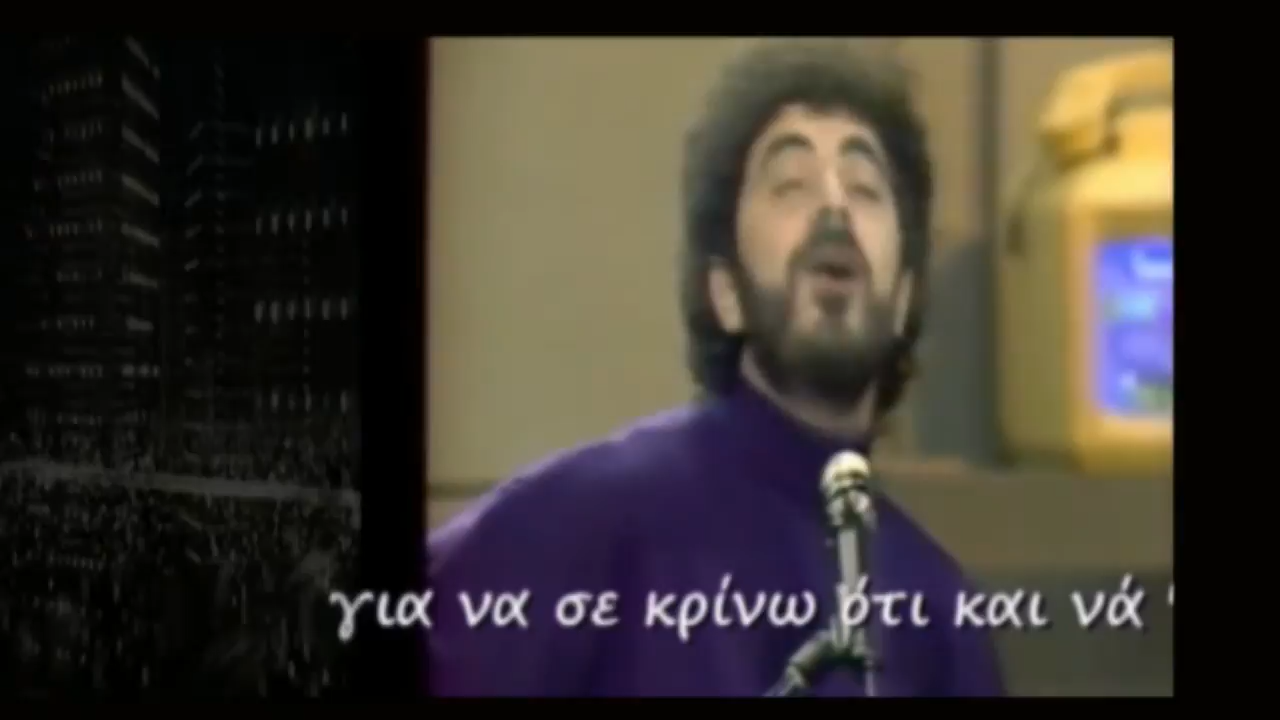 για να σε κρίνω ότι και νά